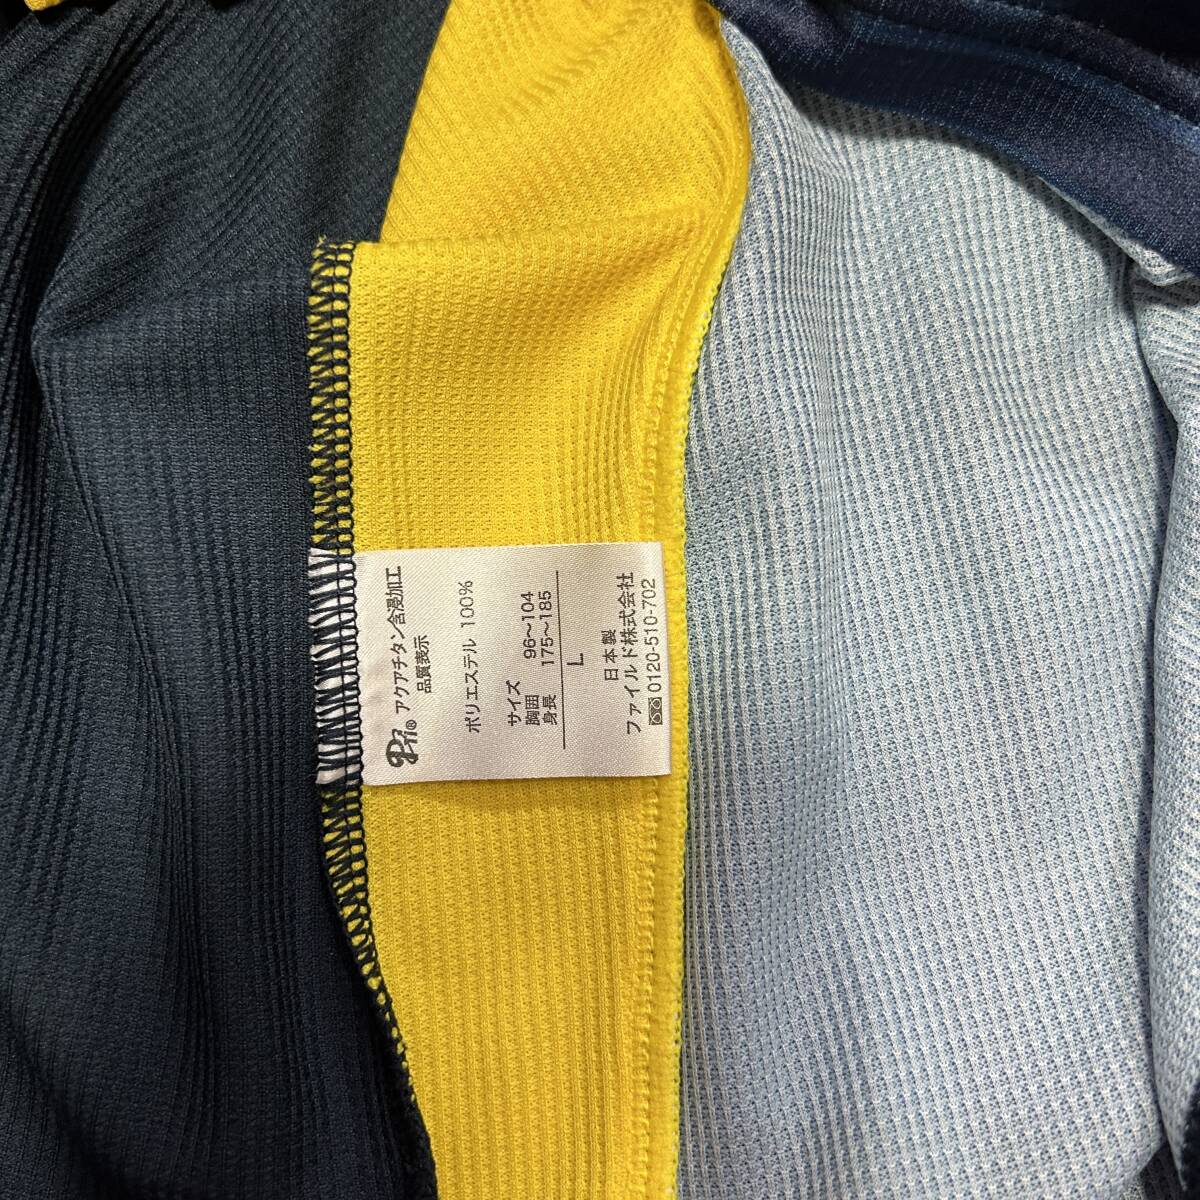 Piti® アクアチタン含浸加工
品質表示
ポリエステル 100%
サイズ
胸囲 96〜104
身長 175〜185
L
日本製
ファイルド株式会社
0120-510-702